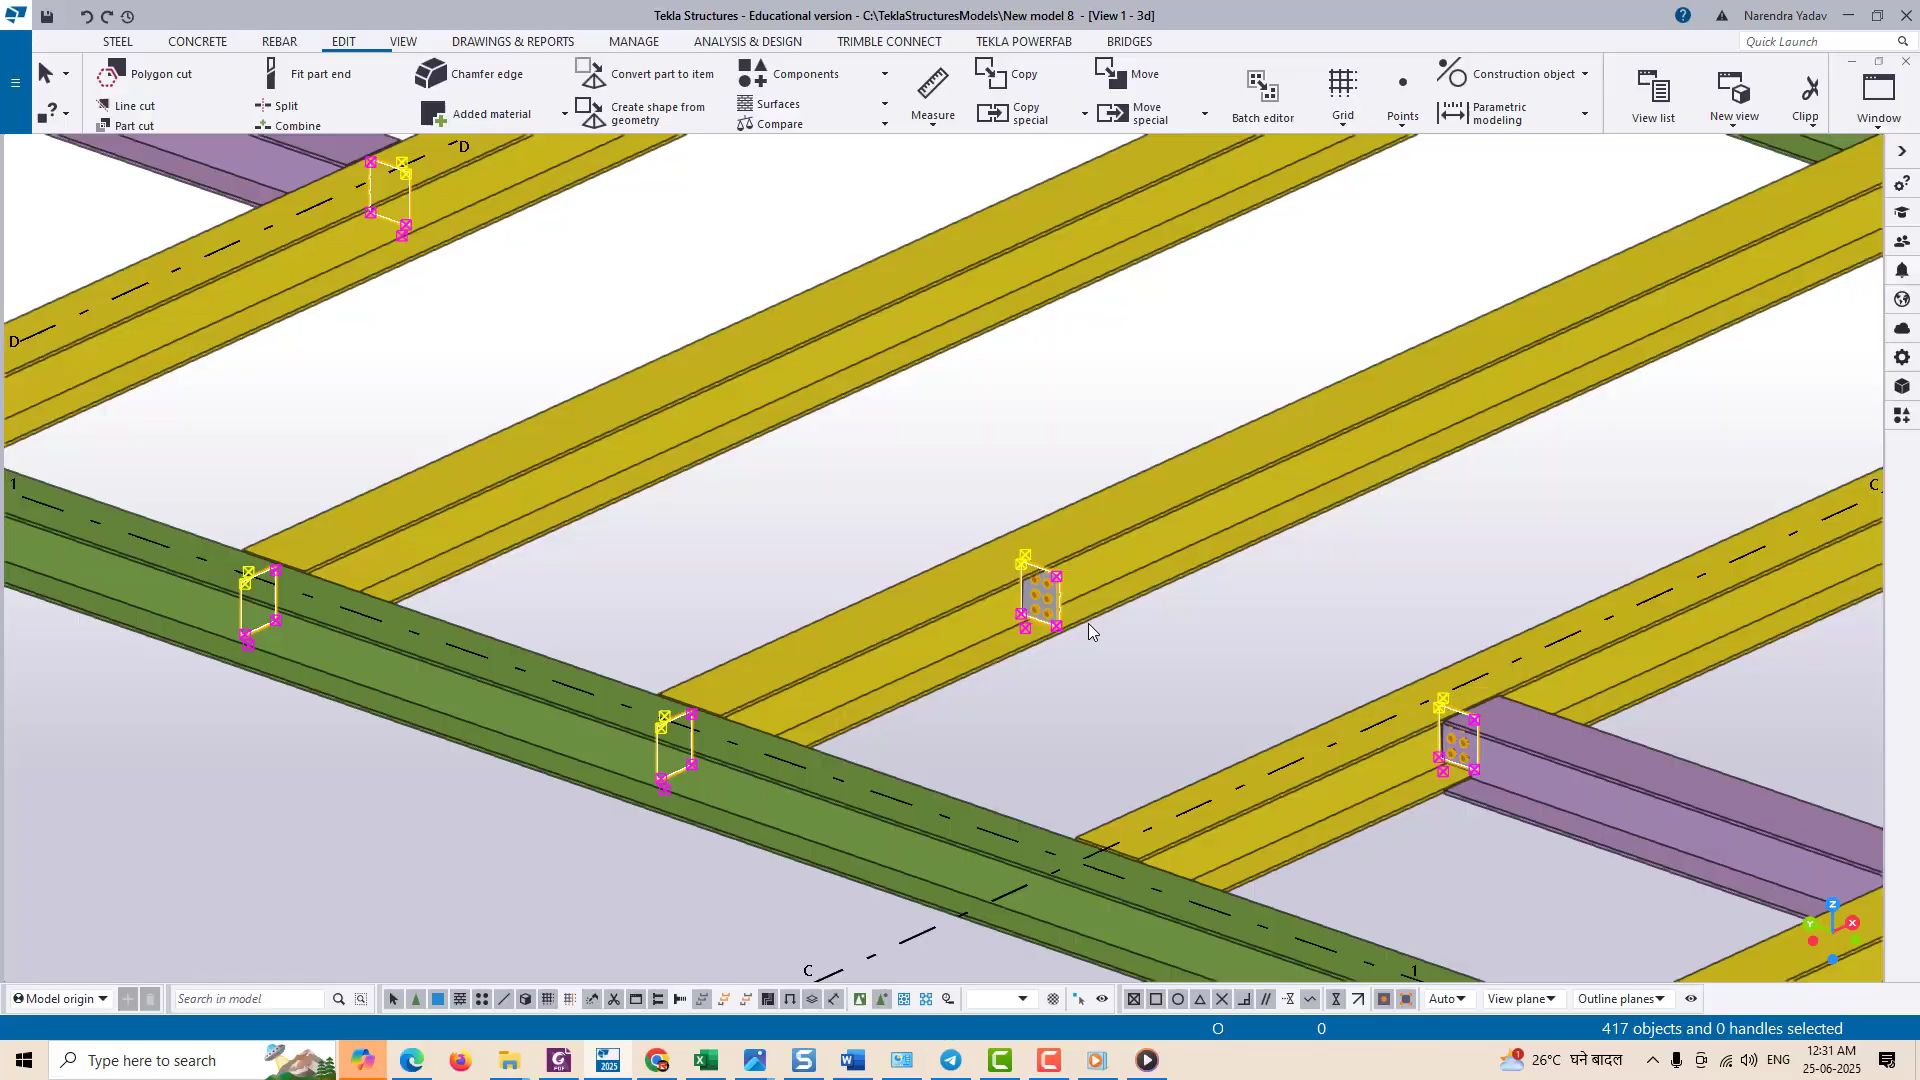 Tekla Structures - Educational version - C:\TeklaStructuresModels\New model 8 - [View 1 - 3d]
Narendra Yadav
STEEL CONCRETE REBAR EDIT VIEW DRAWINGS & REPORTS MANAGE ANALYSIS & DESIGN TRIMBLE CONNECT TEKLA POWERFAB BRIDGES
Quick Launch
Polygon cut
Line cut
Part cut
Fit part end
Split
Combine
Chamfer edge
Added material
Convert part to item
Create shape from
geometry
Components
Surfaces
Compare
Measure
Copy
Copy
special
Move
Move
special
Batch editor
Grid
Points
Construction object
Parametric
modeling
View list
New view
Clipp
Window
D
D
1
C
C
1
Z
Y
X
Model origin
Search in model
Auto
View plane
Outline planes
O
0
417 objects and 0 handles selected
Type here to search
2025
1
26°C घने बादल
ENG
12:31 AM
25-06-2025